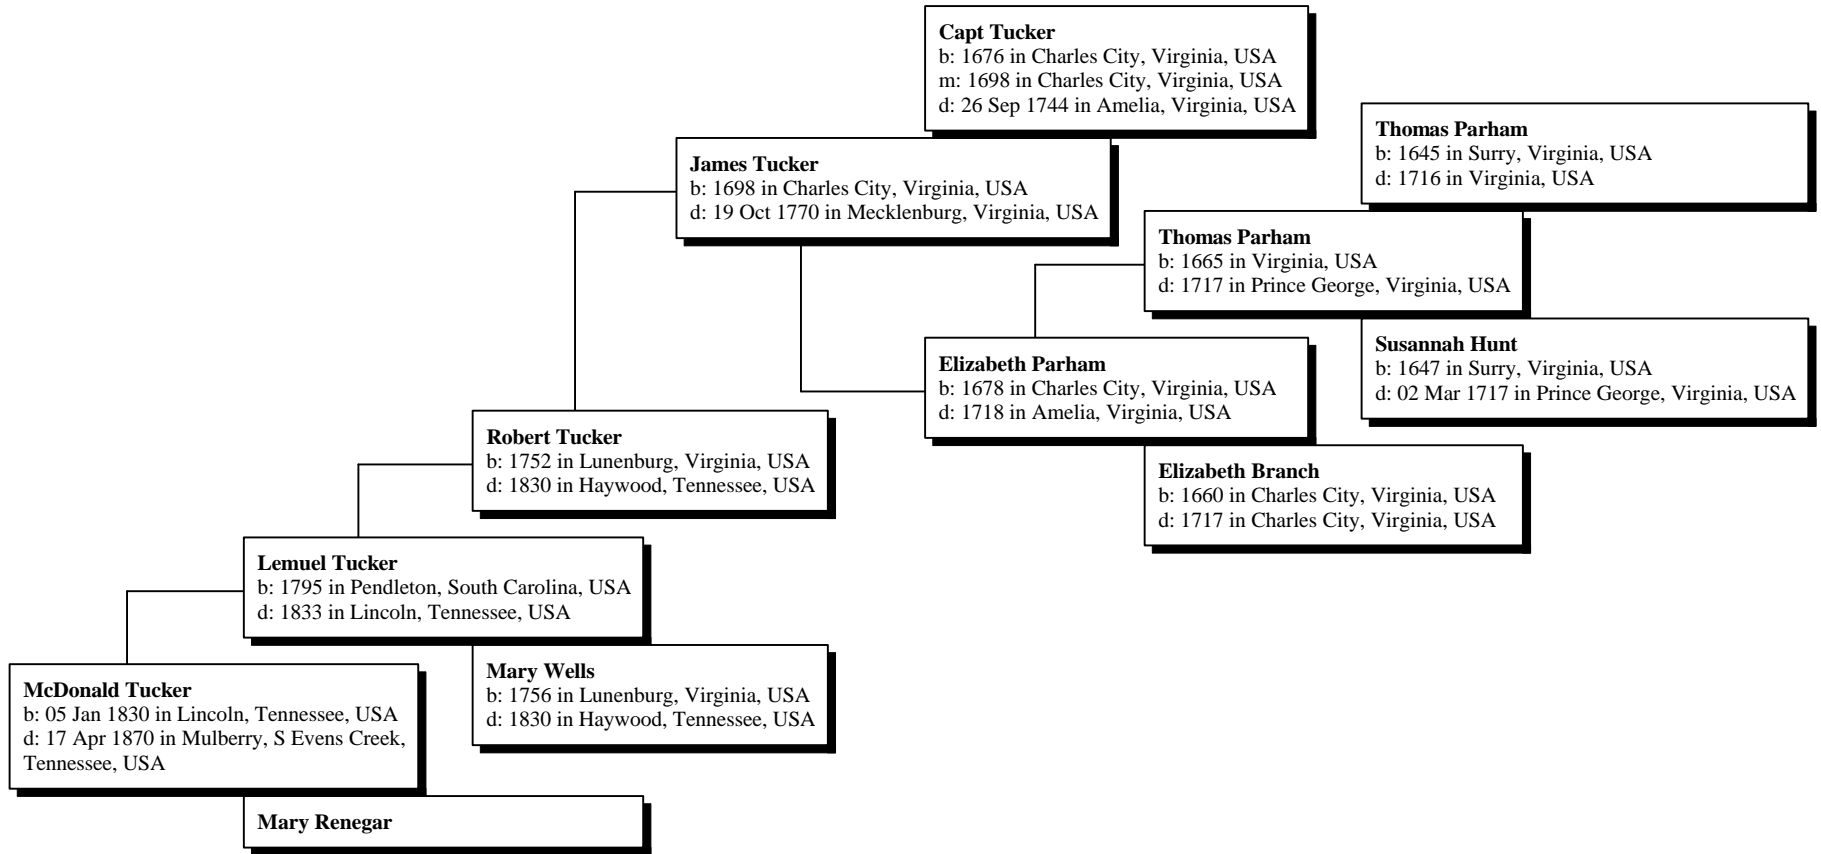 Capt Tucker
b: 1676 in Charles City, Virginia, USA
m: 1698 in Charles City, Virginia, USA
d: 26 Sep 1744 in Amelia, Virginia, USA
Thomas Parham
b: 1645 in Surry, Virginia, USA
d: 1716 in Virginia, USA
James Tucker
b: 1698 in Charles City, Virginia, USA
d: 19 Oct 1770 in Mecklenburg, Virginia, USA
Thomas Parham
b: 1665 in Virginia, USA
d: 1717 in Prince George, Virginia, USA
Susannah Hunt
b: 1647 in Surry, Virginia, USA
d: 02 Mar 1717 in Prince George, Virginia, USA
Elizabeth Parham
b: 1678 in Charles City, Virginia, USA
d: 1718 in Amelia, Virginia, USA
Robert Tucker
b: 1752 in Lunenburg, Virginia, USA
d: 1830 in Haywood, Tennessee, USA
Elizabeth Branch
b: 1660 in Charles City, Virginia, USA
d: 1717 in Charles City, Virginia, USA
Lemuel Tucker
b: 1795 in Pendleton, South Carolina, USA
d: 1833 in Lincoln, Tennessee, USA
Mary Wells
b: 1756 in Lunenburg, Virginia, USA
d: 1830 in Haywood, Tennessee, USA
McDonald Tucker
b: 05 Jan 1830 in Lincoln, Tennessee, USA
d: 17 Apr 1870 in Mulberry, S Evens Creek,
Tennessee, USA
Mary Renegar